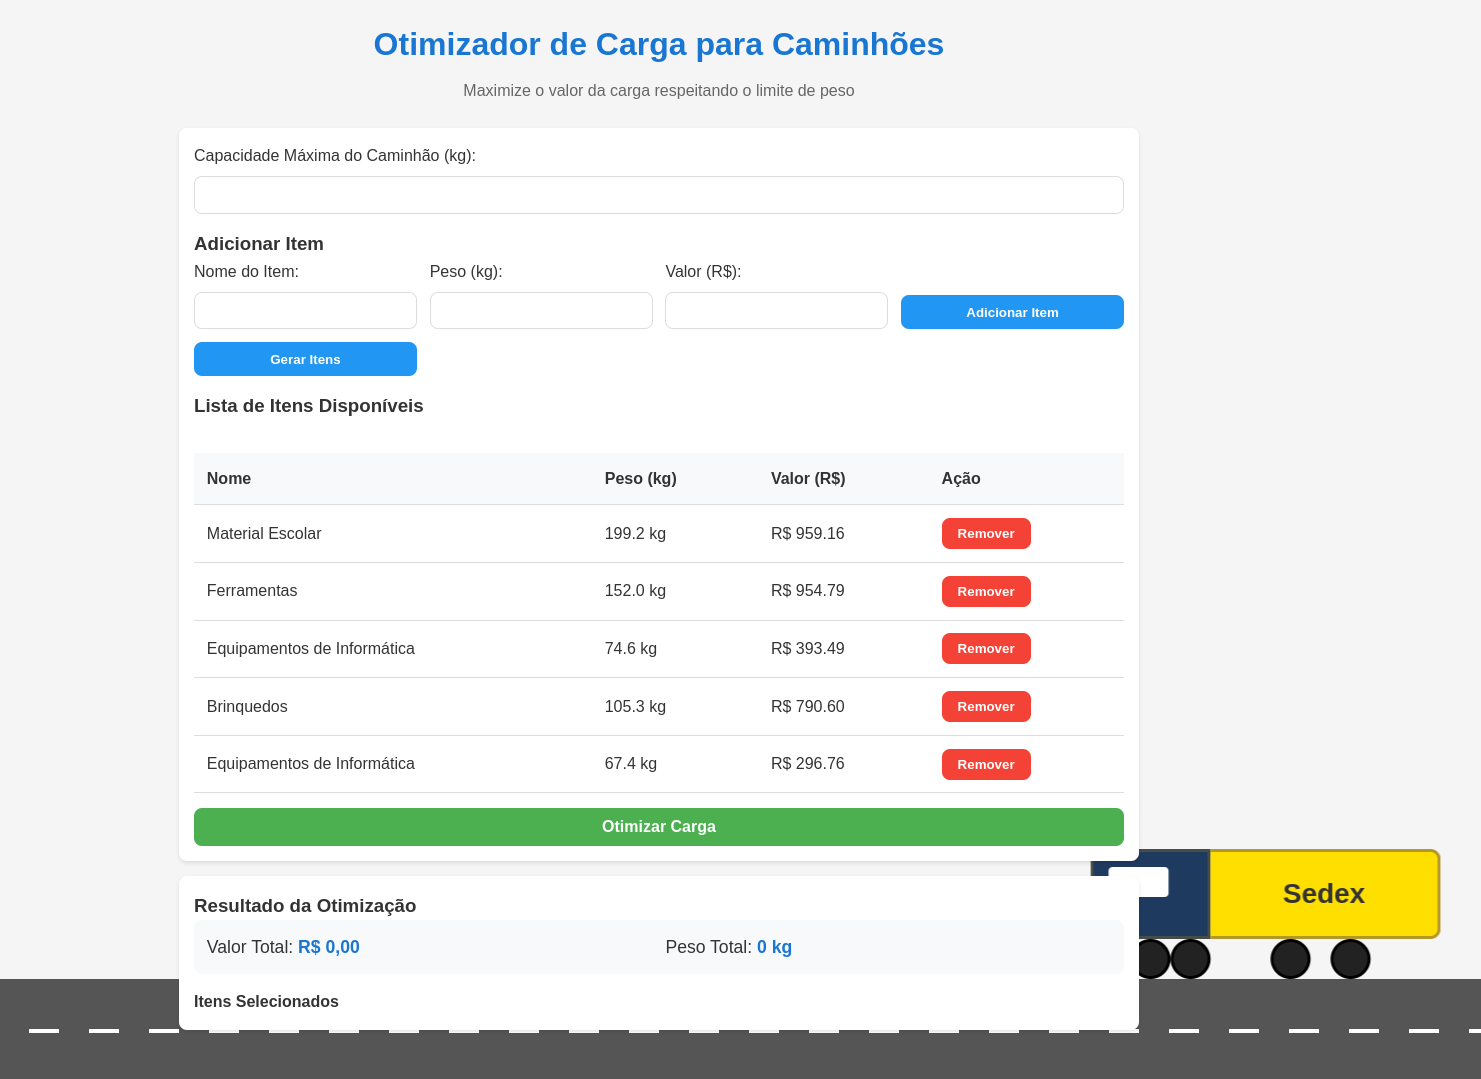 Otimizador de Carga para Caminhões
Maximize o valor da carga respeitando o limite de peso
Capacidade Máxima do Caminhão (kg):
Adicionar Item
Nome do Item: Peso (kg): Valor (R$):
Adicionar Item
Gerar Itens
Lista de Itens Disponíveis
Nome Peso (kg) Valor (R$) Ação
Material Escolar 199.2 kg R$ 959.16 Remover
Ferramentas 152.0 kg R$ 954.79 Remover
Equipamentos de Informática 74.6 kg R$ 393.49 Remover
Brinquedos 105.3 kg R$ 790.60 Remover
Equipamentos de Informática 67.4 kg R$ 296.76 Remover
Otimizar Carga
Sedex
Resultado da Otimização
Valor Total: R$ 0,00 Peso Total: 0 kg
Itens Selecionados